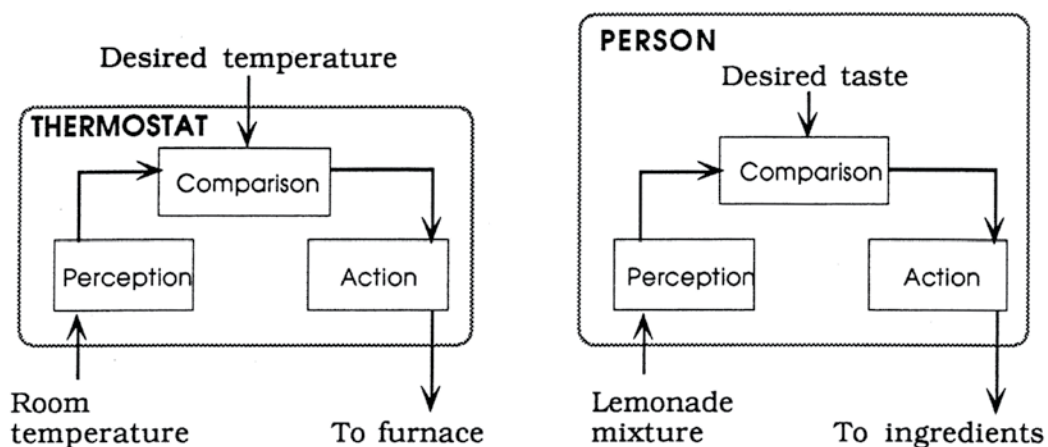 Desired temperature
THERMOSTAT
Comparison
Perception
Action
Room
temperature
To furnace
PERSON
Desired taste
Comparison
Perception
Action
Lemonade
mixture
To ingredients